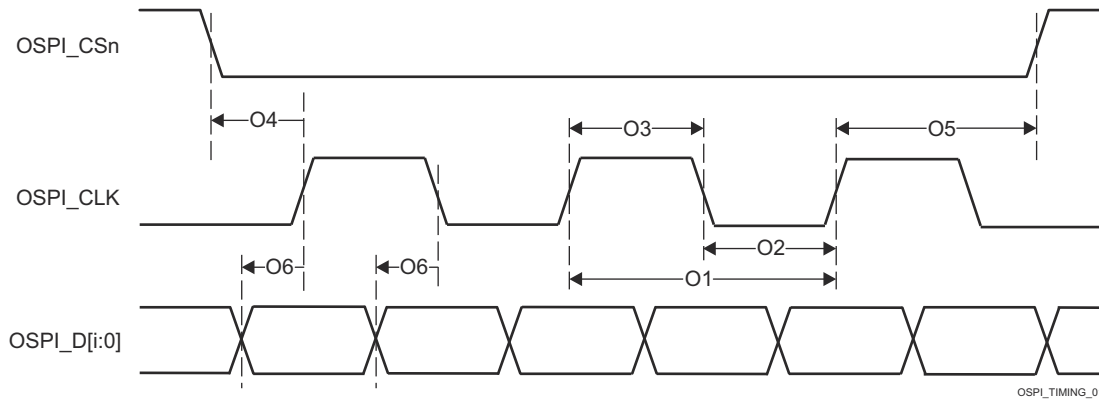 OSPI_CSn
O4
O3
O5
OSPI_CLK
O2
O6
O6
O1
OSPI_D[i:0]
OSPI_TIMING_0